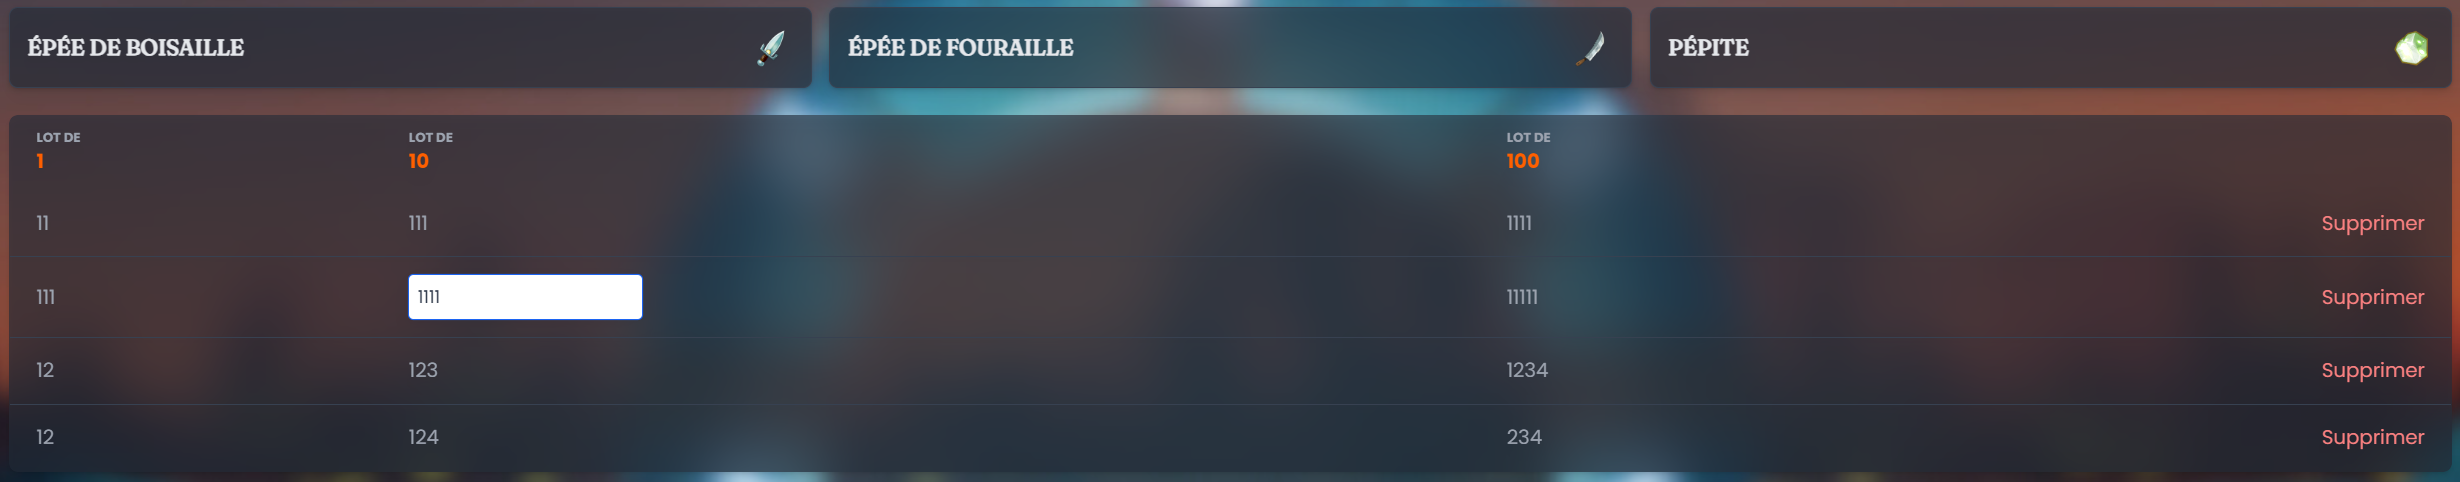 ÉPÉE DE BOISAILLE ÉPÉE DE FOURAILLE PÉPITE
LOT DE LOT DE LOT DE
1 10 100
11 111 1111 Supprimer
111 1111 11111 Supprimer
12 123 1234 Supprimer
12 124 234 Supprimer